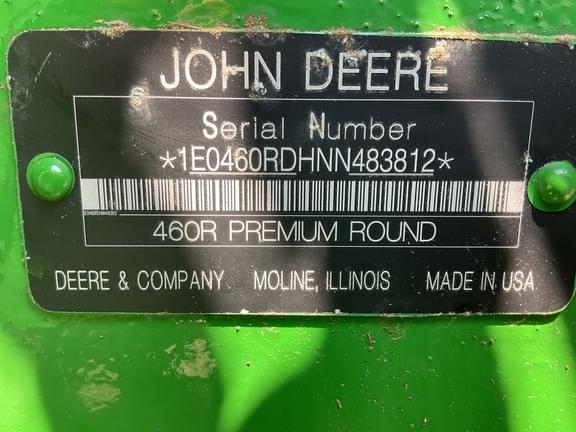 JOHN DEERE
Serial Number
*1E0460RDHNN483812*
460R PREMIUM ROUND
DEERE & COMPANY MOLINE, ILLINOIS MADE IN USA